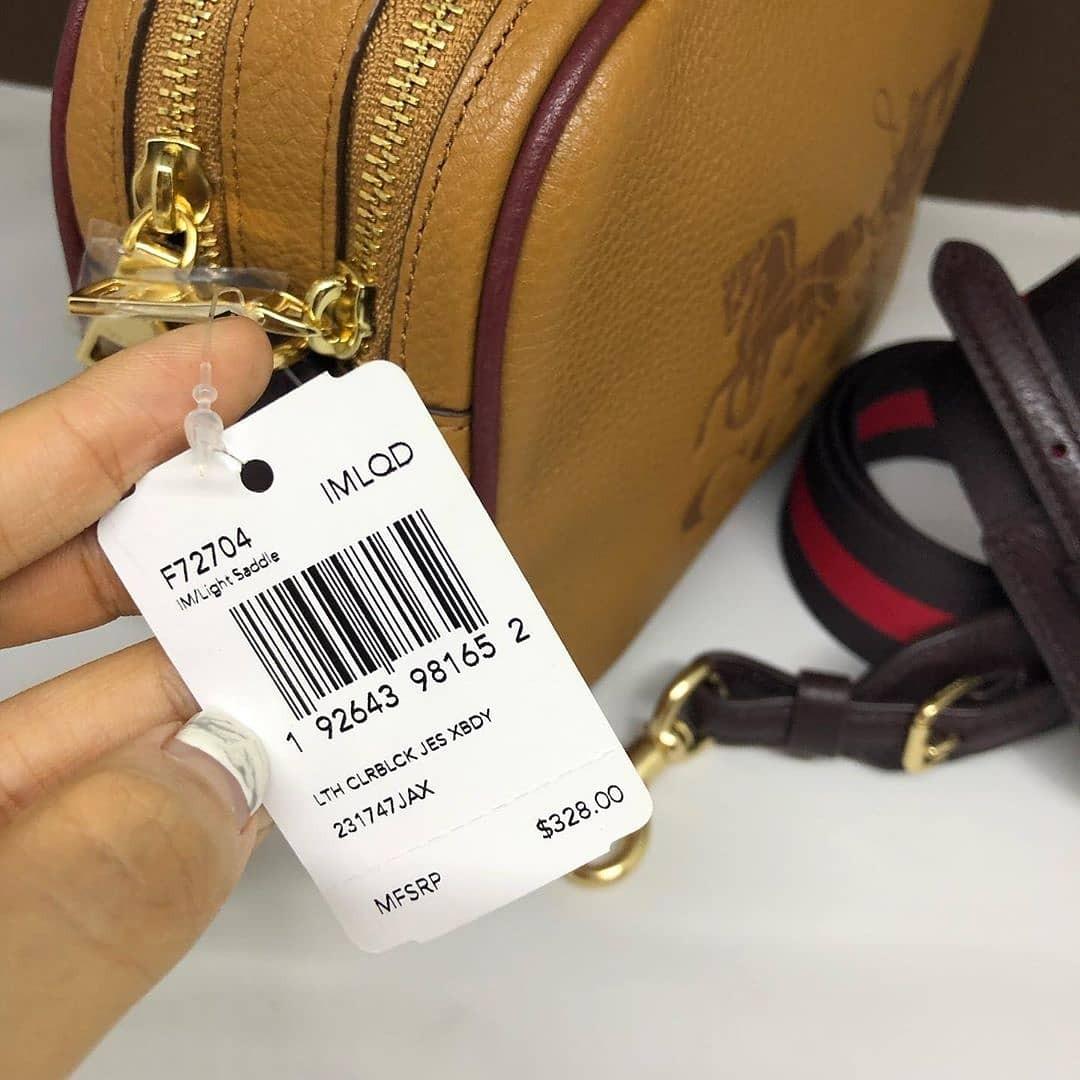 IMLQD
F72704
IM/Light Saddle
1 92643 98165 2
LTH CLRBLCK JES XBDY
231747JAX
$328.00
MFSRP